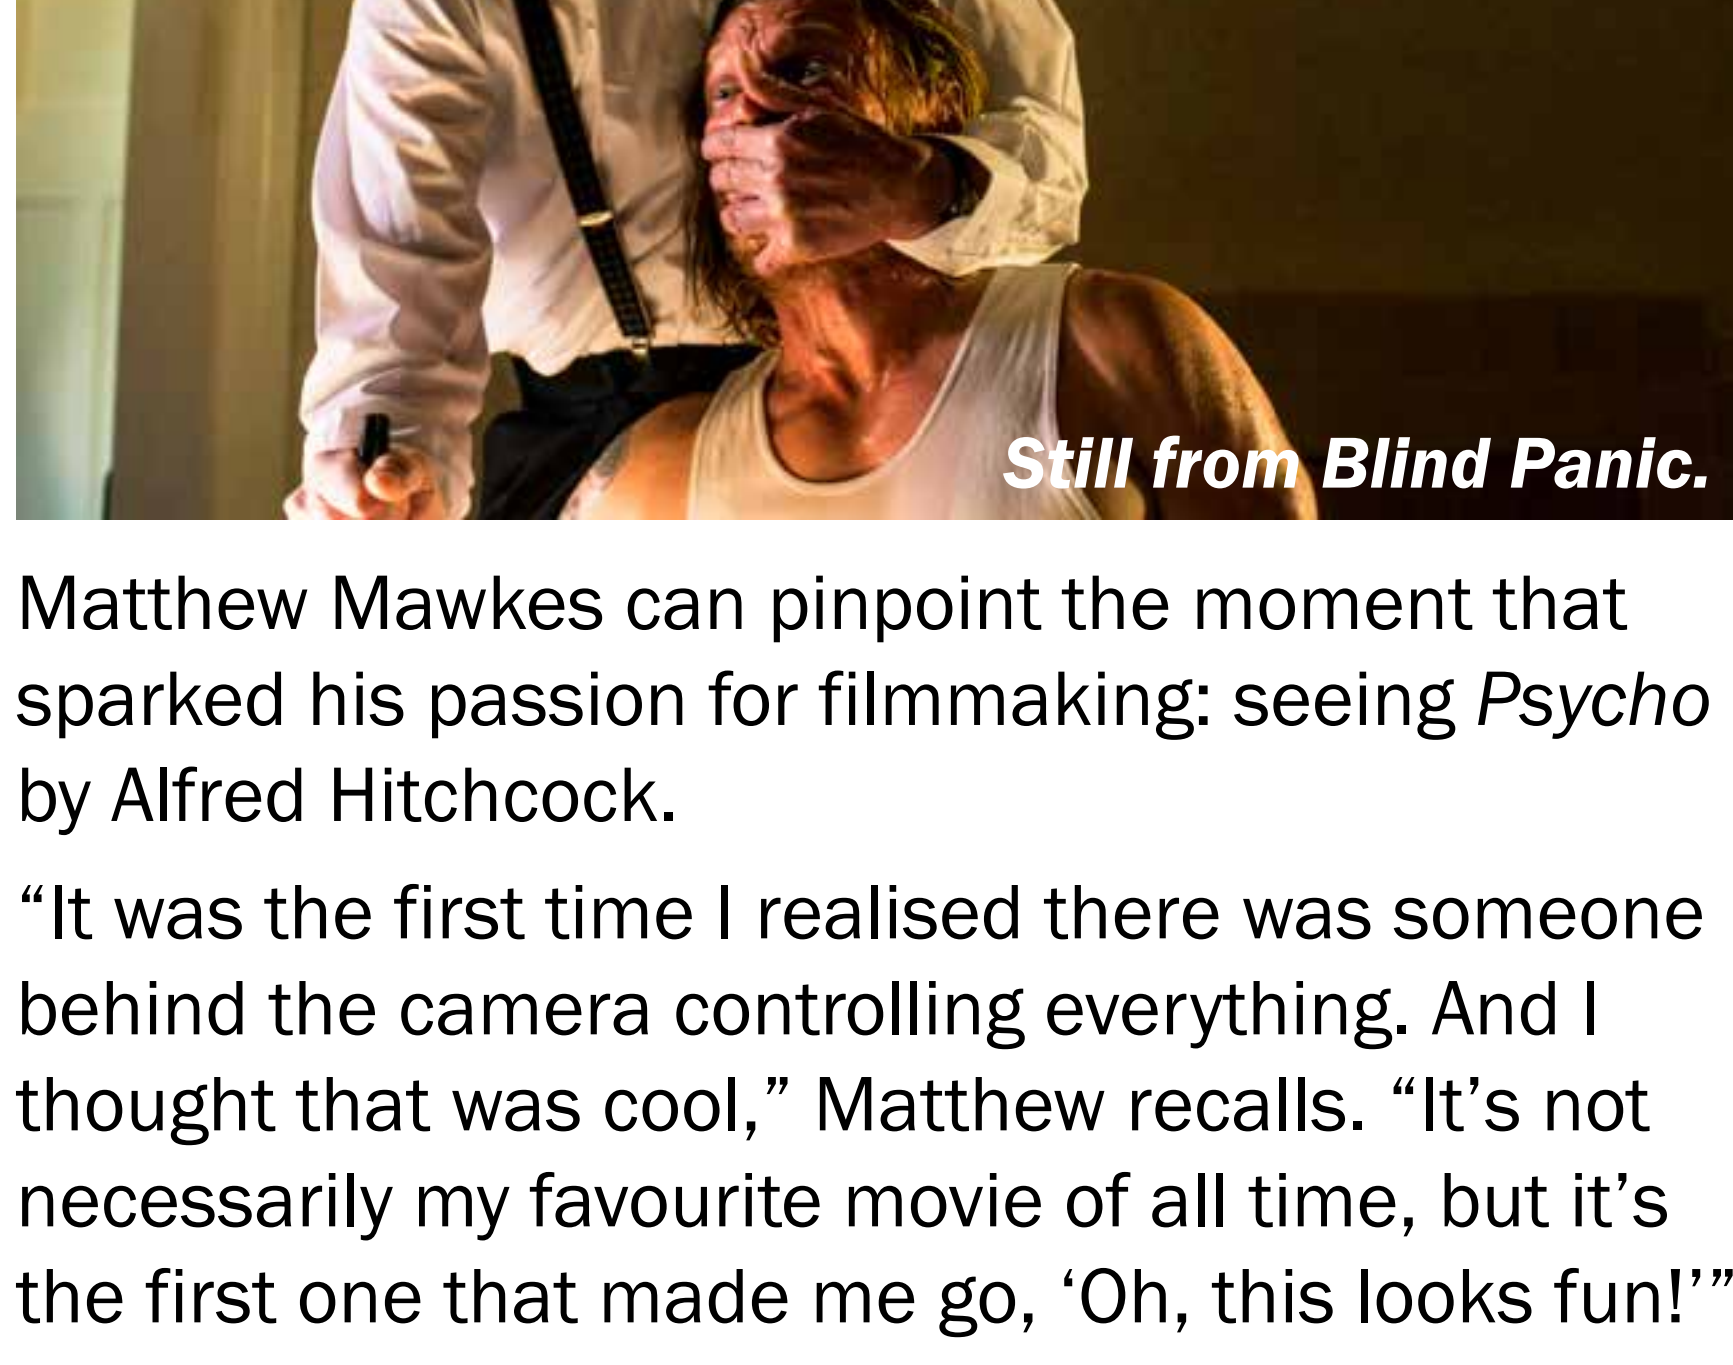 Still from Blind Panic.
Matthew Mawkes can pinpoint the moment that
sparked his passion for filmmaking: seeing Psycho
by Alfred Hitchcock.
“It was the first time I realised there was someone
behind the camera controlling everything. And I
thought that was cool,” Matthew recalls. “It’s not
necessarily my favourite movie of all time, but it’s
the first one that made me go, ‘Oh, this looks fun!’”